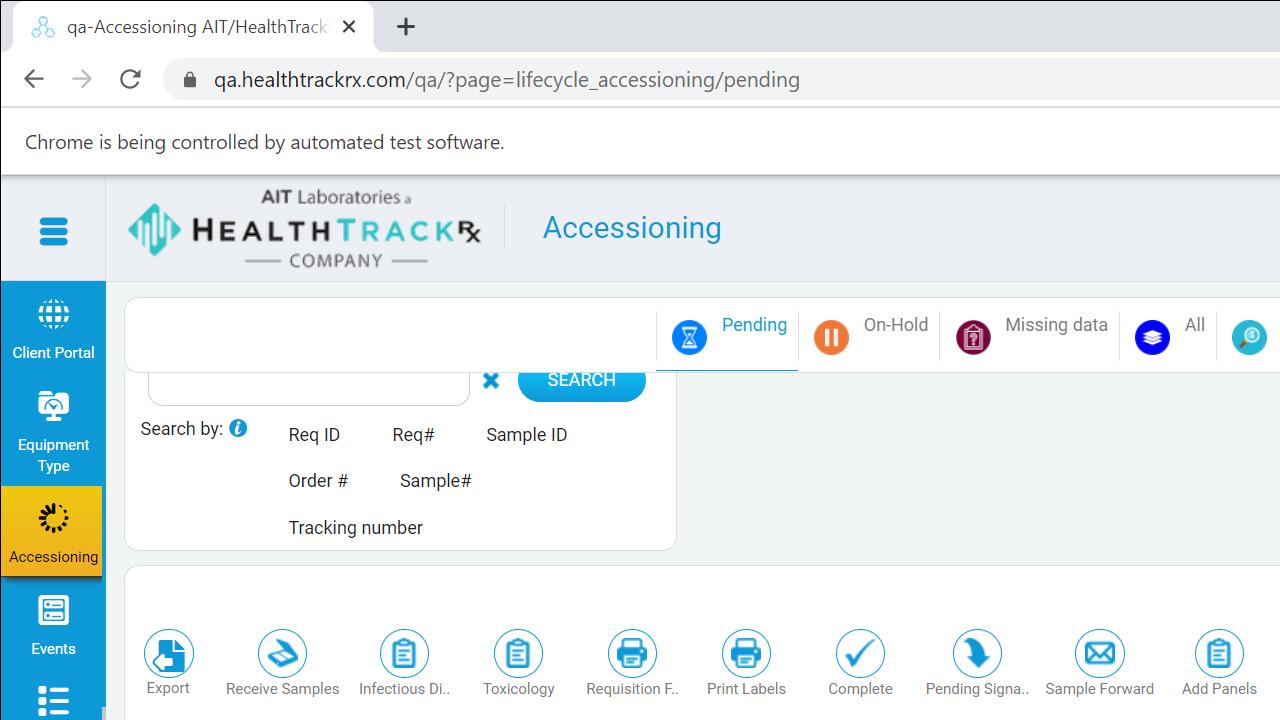 qa-Accessioning AIT/HealthTrack
qa.healthtrackrx.com/qa/?page=lifecycle_accessioning/pending
Chrome is being controlled by automated test software.
AIT Laboratories a
HEALTHTRACKRX
COMPANY
Accessioning
Client Portal
Equipment
Type
Accessioning
Events
Pending
On-Hold
Missing data
All
SEARCH
Search by:
Req ID
Req#
Sample ID
Order #
Sample#
Tracking number
Export
Receive Samples
Infectious Di..
Toxicology
Requisition F..
Print Labels
Complete
Pending Signa..
Sample Forward
Add Panels